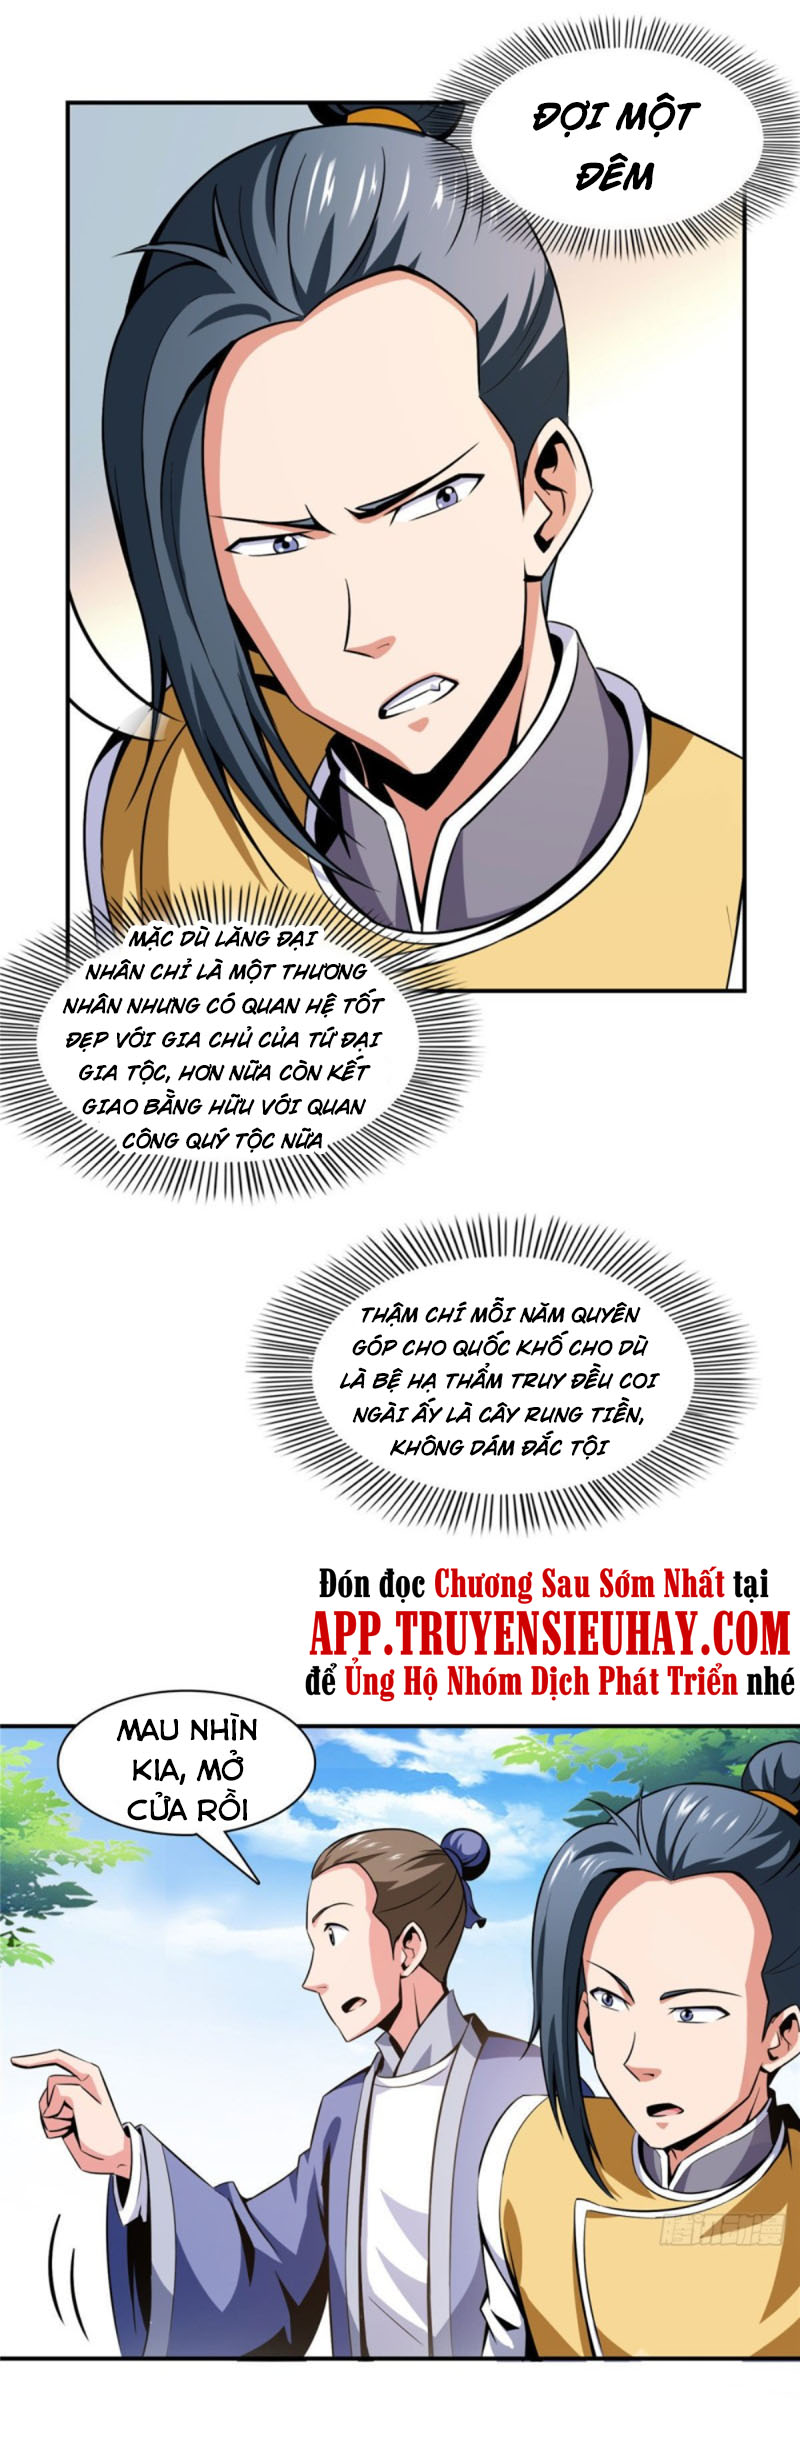 ĐỢI MỘT
ĐÊM
MẶC DÙ LĂNG ĐẠI
NHÂN CHỈ LÀ MỘT THƯƠNG
NHÂN NHƯNG CÓ QUAN HỆ TỐT
ĐẸP VỚI GIA CHỦ CỦA TỨ ĐẠI
GIA TỘC, HƠN NỮA CÒN KẾT
GIAO BẰNG HỮU VỚI QUAN
CÔNG QUÝ TỘC NỮA
THẬM CHÍ MỖI NĂM QUYÊN
GÓP CHO QUỐC KHỐ CHO DÙ
LÀ BỆ HẠ THẨM TRUY ĐỀU COI
NGÀI ẤY LÀ CÂY RUNG TIỀN,
KHÔNG DÁM ĐẮC TỘI
Đón đọc Chương Sau Sớm Nhất tại
APP.TRUYENSIEUHAY.COM
để Ủng Hộ Nhóm Dịch Phát Triển nhé
MAU NHÌN
KIA, MỞ
CỬA RỒI
腾讯动漫